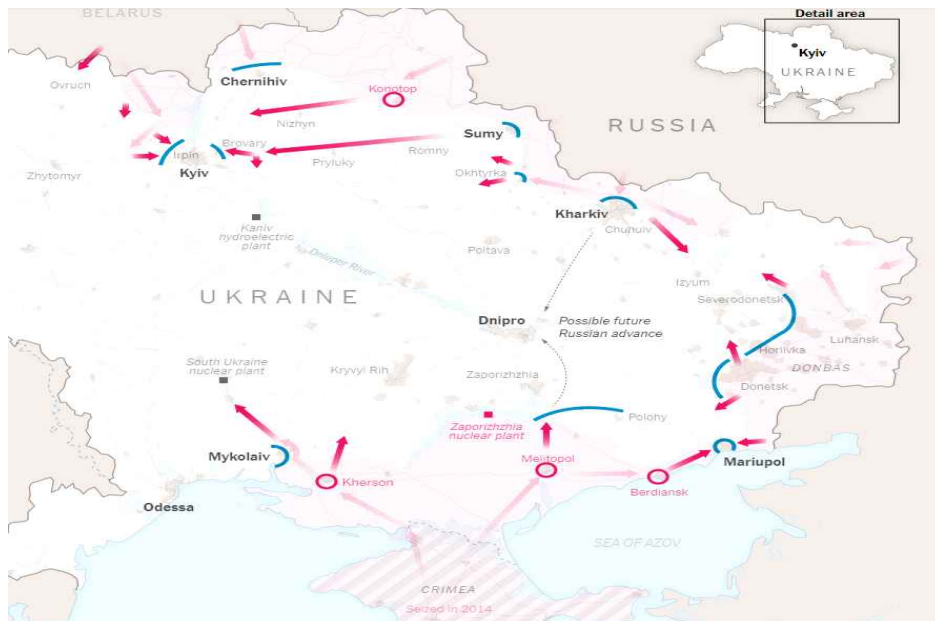 BELARUS
Detail area
Kyiv
UKRAINE
Ovruch
Chernihiv
Konotop
RUSSIA
Nizhyn
Sumy
Brovary
Irpin
Kyiv
Pryluky
Romny
Okhtyrka
Zhytomyr
Kharkiv
Chuhuiv
Kaniv
hydroelectric
plant
Poltava
Dnieper River
Izyum
Severodonetsk
UKRAINE
Dnipro
Possible future
Russian advance
Luhansk
Horlivka
DONBAS
South Ukraine
nuclear plant
Kryvyi Rih
Zaporizhzhia
Donetsk
Zaporizhzhia
nuclear plant
Polohy
Mykolaiv
Melitopol
Mariupol
Kherson
Berdiansk
Odessa
SEA OF AZOV
CRIMEA
Seized in 2014